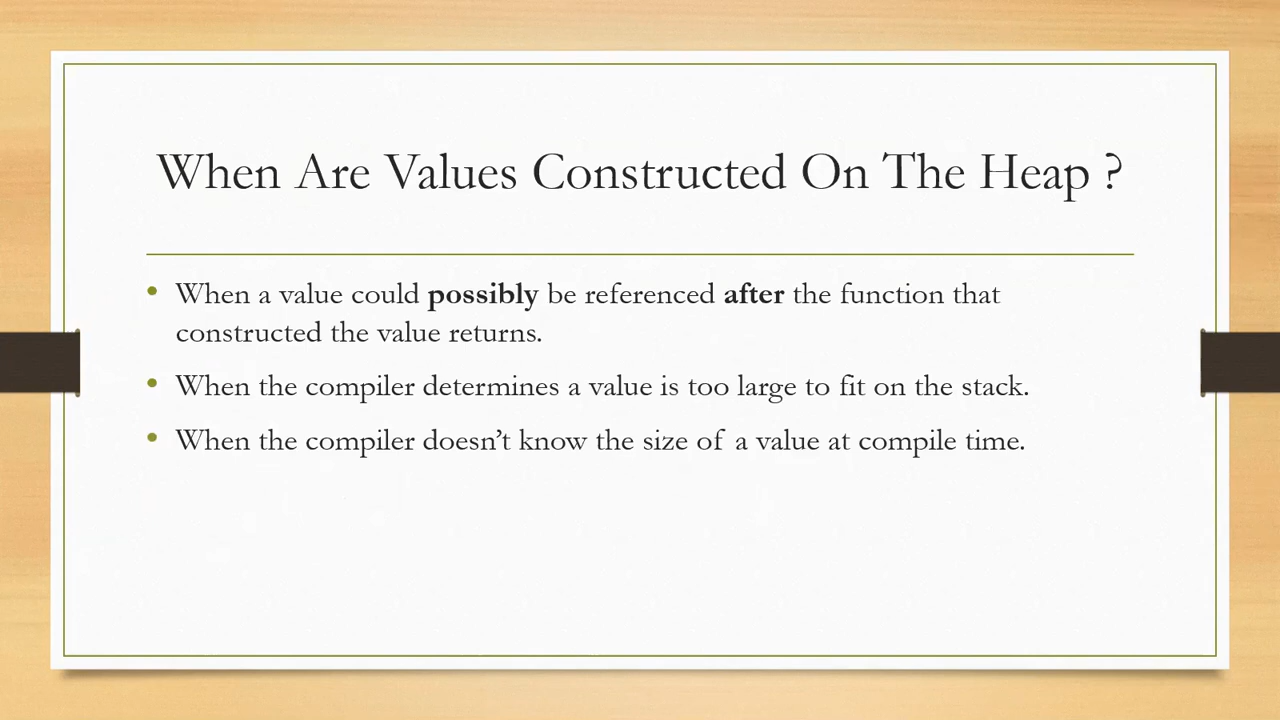 When Are Values Constructed On The Heap ?
• When a value could possibly be referenced after the function that
constructed the value returns.
• When the compiler determines a value is too large to fit on the stack.
• When the compiler doesn’t know the size of a value at compile time.